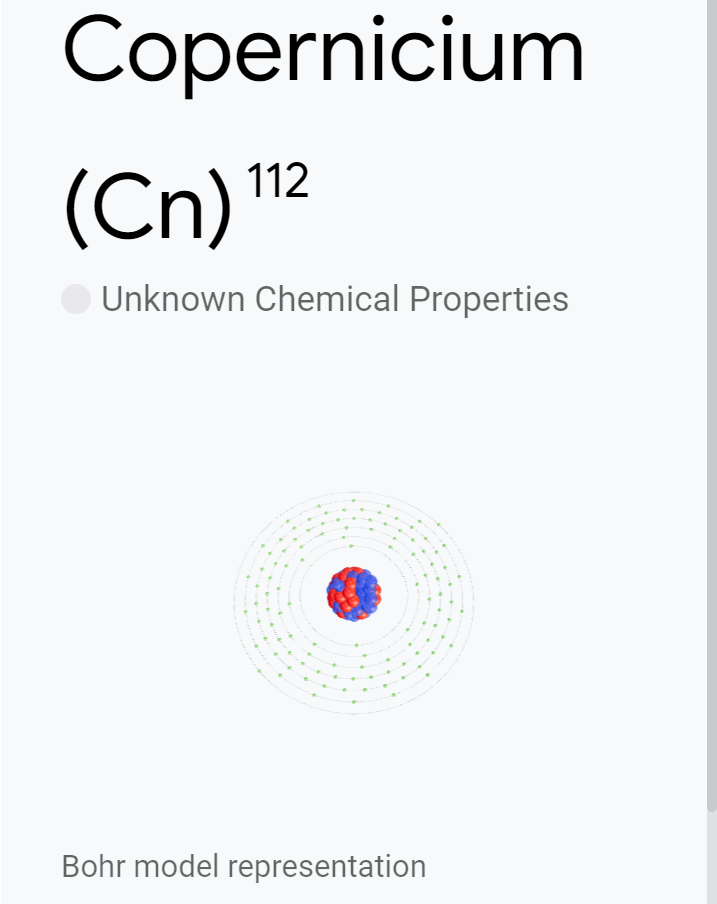 Copernicium
(Cn) 112
Unknown Chemical Properties
Bohr model representation